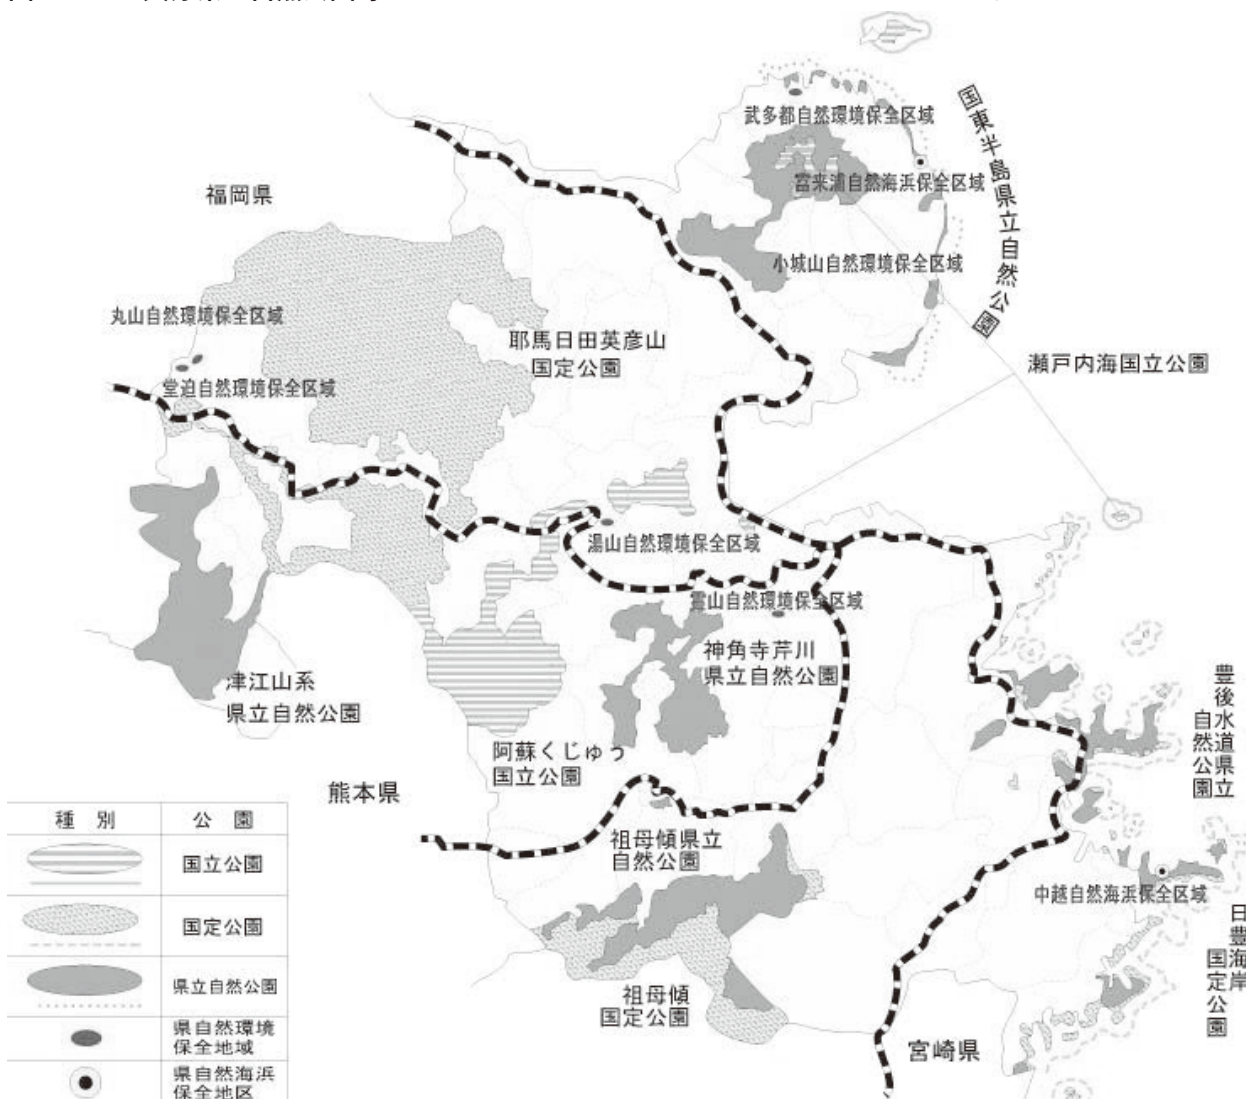 武多都自然環境保全区域
国東半島県立自然公園
福岡県
富来浦自然海浜保全区域
小城山自然環境保全区域
丸山自然環境保全区域
耶馬日田英彦山
国定公園
瀬戸内海国立公園
堂迫自然環境保全区域
湯山自然環境保全区域
霊山自然環境保全区域
神角寺芹川
県立自然公園
津江山系
県立自然公園
豊後水道県立
自然公園
阿蘇くじゅう
国立公園
熊本県
祖母傾県立
自然公園
中越自然海浜保全区域
日豊海岸
国定公園
祖母傾
国定公園
宮崎県
種 別 公 園
国立公園
国定公園
県立自然公園
県自然環境
保全地域
県自然海浜
保全地区